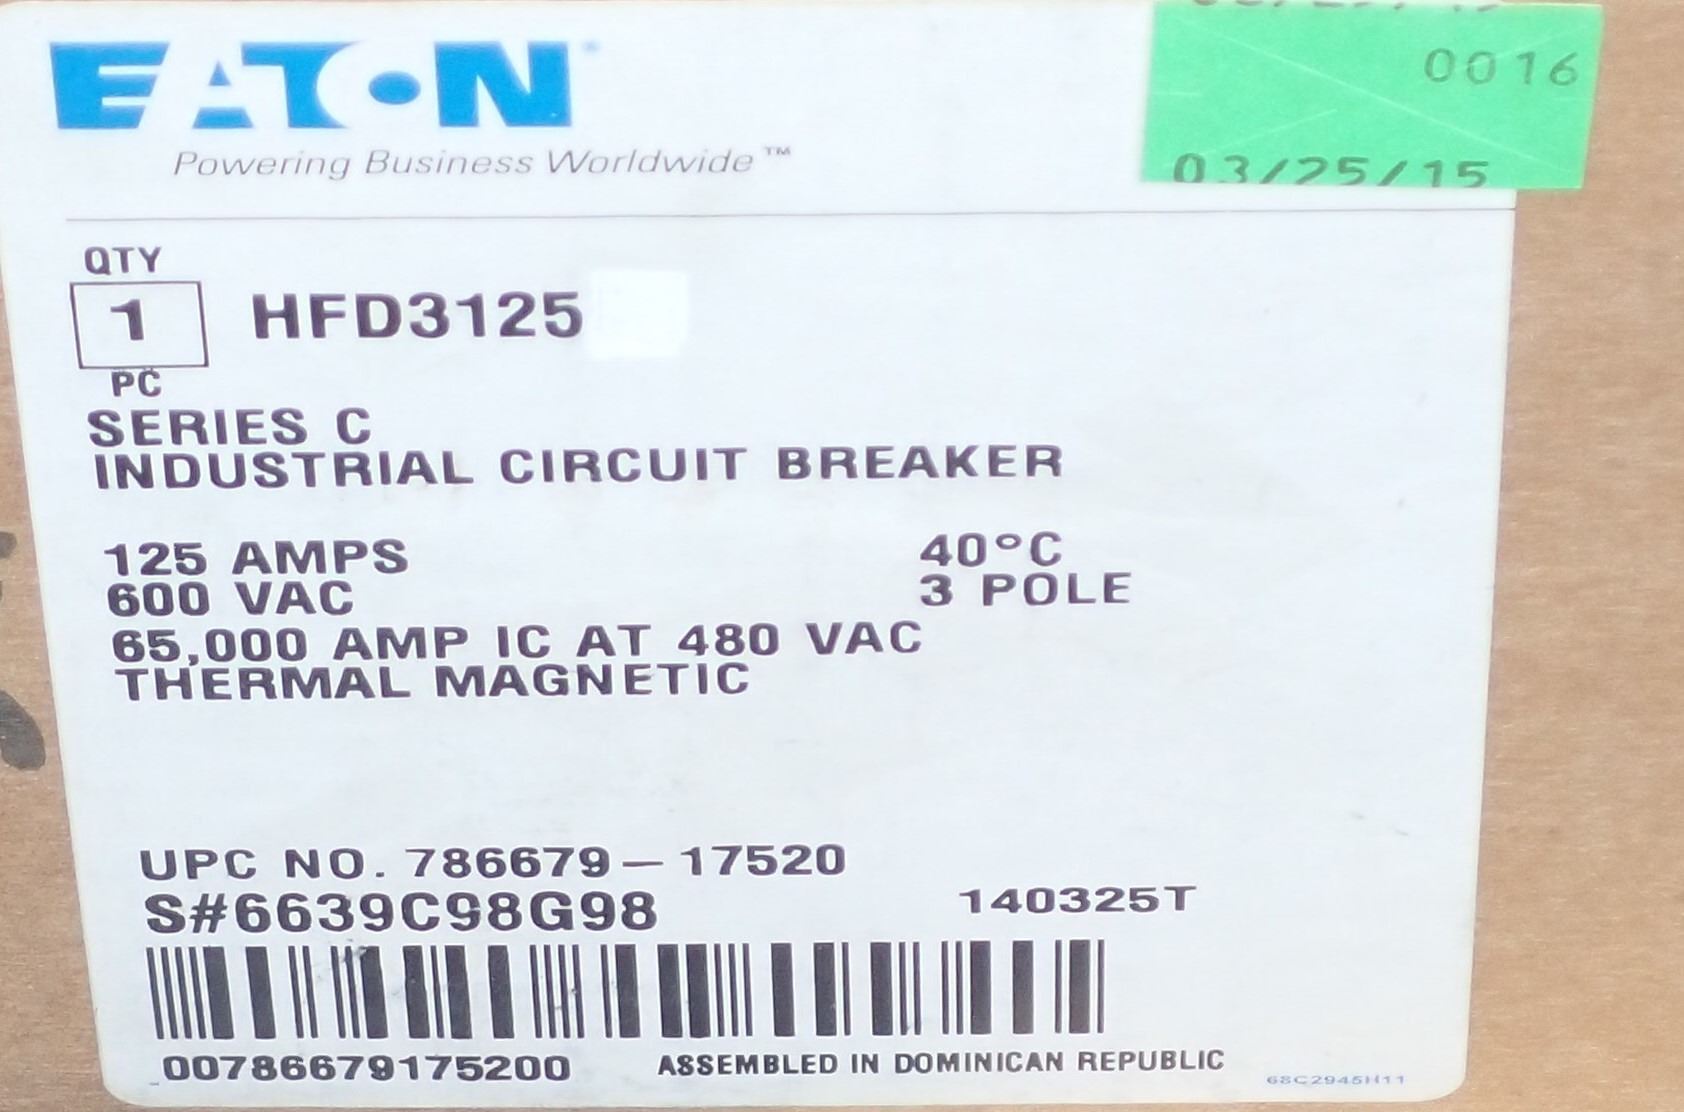 EATON
Powering Business Worldwide™
0016
03/25/15
QTY
1 HFD3125
PC
SERIES C
INDUSTRIAL CIRCUIT BREAKER
125 AMPS 40°C
600 VAC 3 POLE
65,000 AMP IC AT 480 VAC
THERMAL MAGNETIC
UPC NO. 786679-17520
S#6639C98G98 140325T
00786679175200 ASSEMBLED IN DOMINICAN REPUBLIC
68C2945H11